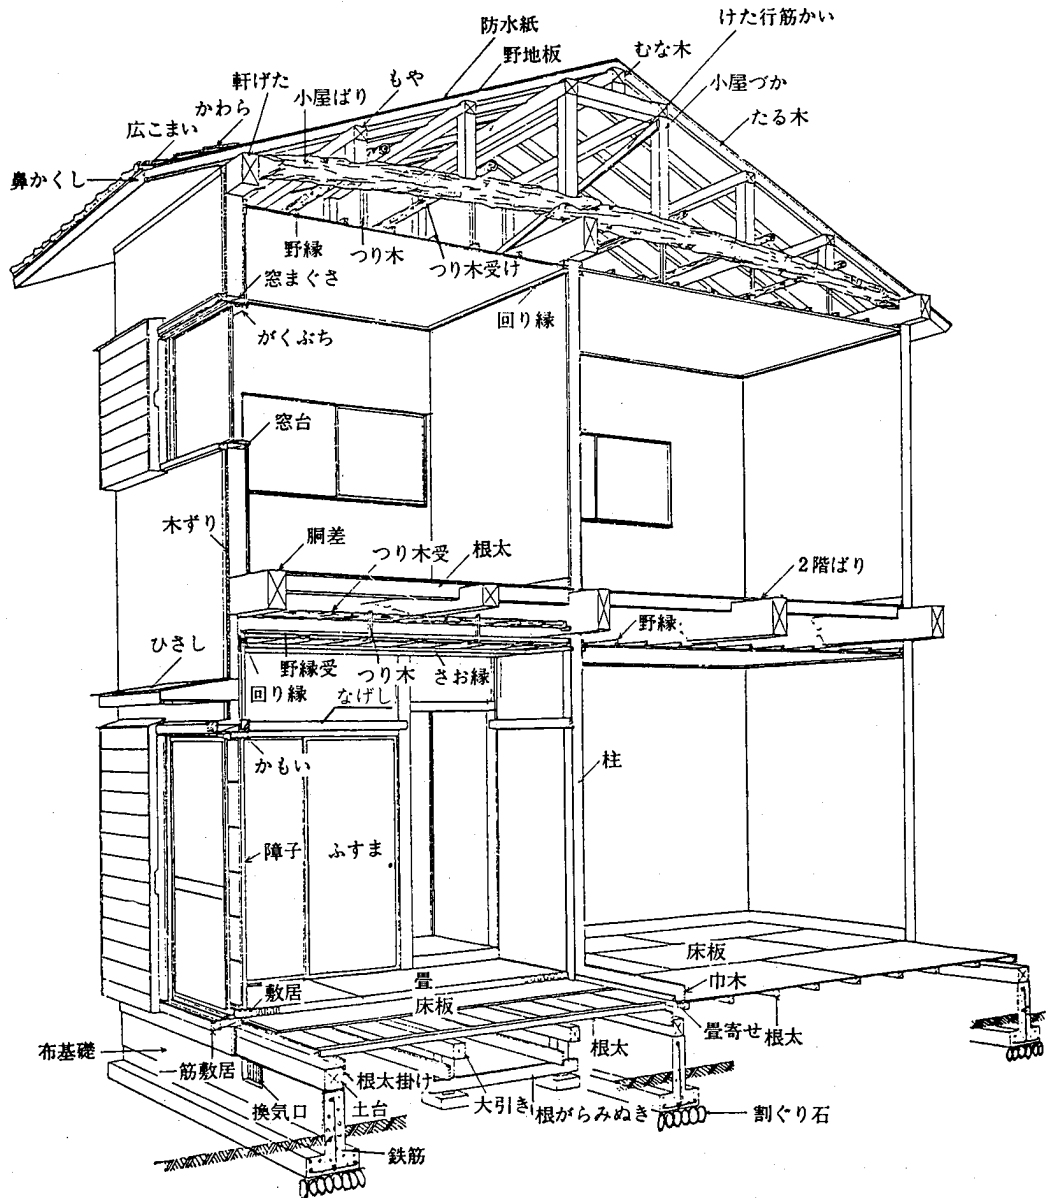 けた行筋かい
防水紙
野地板
むな木
もや
軒げた
小屋ばり
小屋づか
かわら
たる木
広こまい
鼻かくし
野縁
つり木
つり木受け
窓まぐさ
回り縁
がくぶち
窓台
木ずり
胴差
つり木受
根太
2階ばり
野縁
ひさし
野縁受
つり木
さお縁
回り縁
なげし
かもい
柱
障子
ふすま
床板
畳
巾木
敷居
床板
畳寄せ
根太
布基礎
根太
筋敷居
根太掛け
大引き
換気口
土台
根がらみぬき
割ぐり石
鉄筋